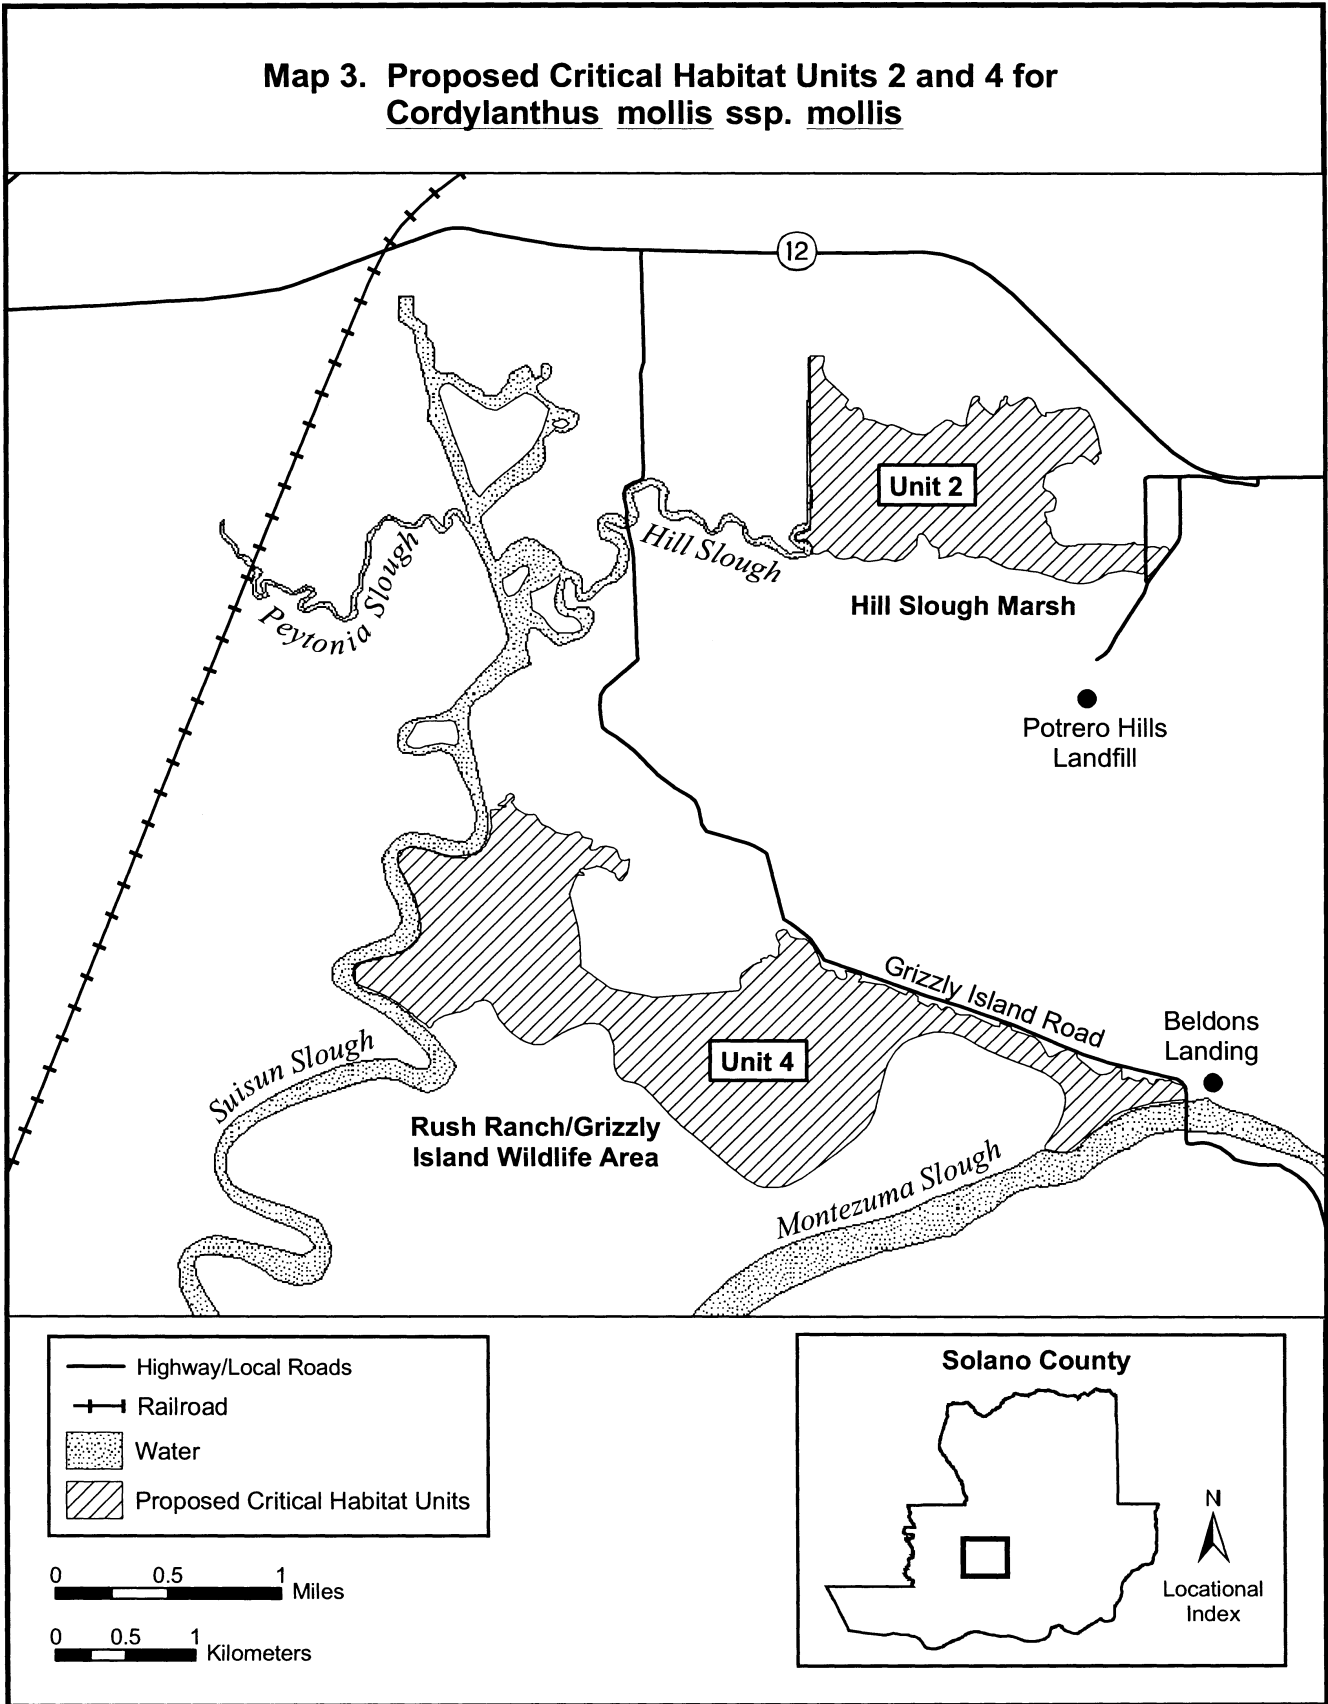 Map 3. Proposed Critical Habitat Units 2 and 4 for
Cordylanthus mollis ssp. mollis
12
Unit 2
Hill Slough
Peytonia Slough
Hill Slough Marsh
Potrero Hills
Landfill
Grizzly Island Road
Beldons
Landing
Unit 4
Suisun Slough
Rush Ranch/Grizzly
Island Wildlife Area
Montezuma Slough
Highway/Local Roads
Railroad
Water
Proposed Critical Habitat Units
0 0.5 1
Miles
0 0.5 1
Kilometers
Solano County
N
Locational
Index